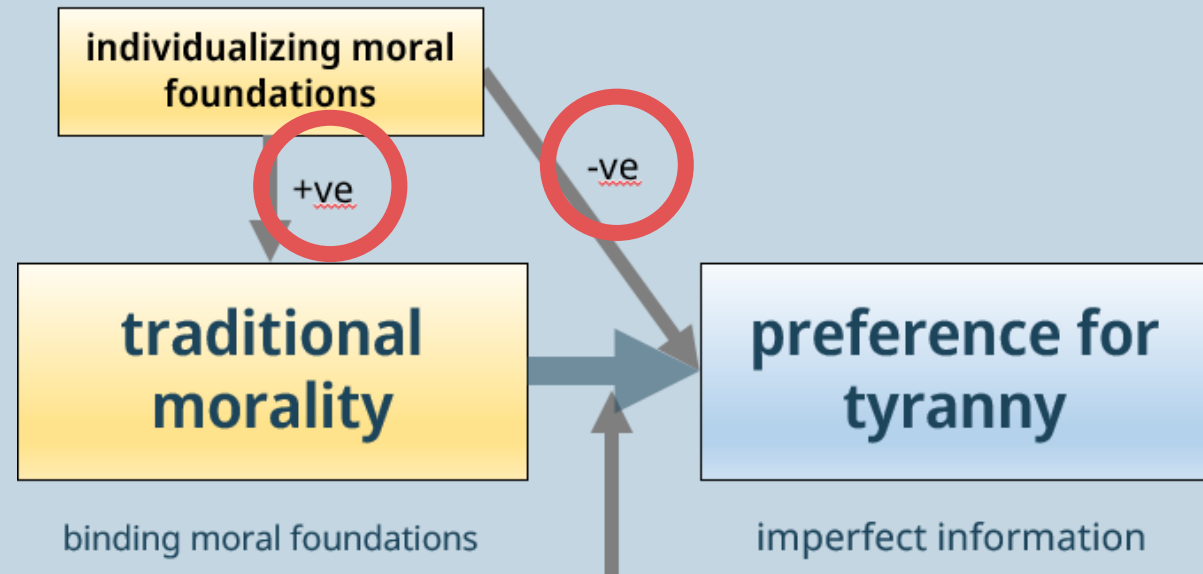 individualizing moral
foundations
+ve
-ve
traditional
morality
preference for
tyranny
binding moral foundations
imperfect information